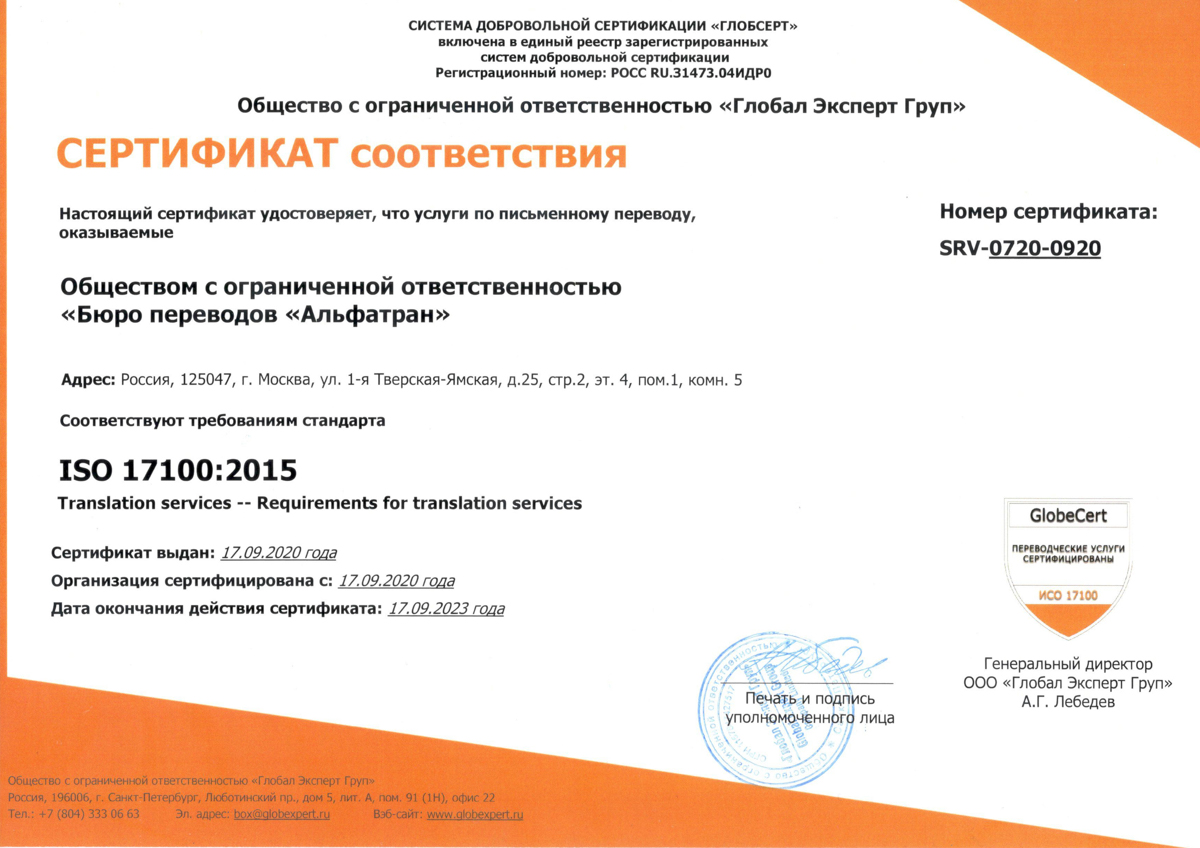 СИСТЕМА ДОБРОВОЛЬНОЙ СЕРТИФИКАЦИИ «ГЛОБСЕРТ»
включена в единый реестр зарегистрированных
систем добровольной сертификации
Регистрационный номер: РОСС RU.31473.04ИДР0
Общество с ограниченной ответственностью «Глобал Эксперт Груп»
СЕРТИФИКАТ соответствия
Настоящий сертификат удостоверяет, что услуги по письменному переводу,
оказываемые
Номер сертификата:
SRV-0720-0920
Обществом с ограниченной ответственностью
«Бюро переводов «Альфатран»
Адрес: Россия, 125047, г. Москва, ул. 1-я Тверская-Ямская, д.25, стр.2, эт. 4, пом.1, комн. 5
Соответствуют требованиям стандарта
ISO 17100:2015
Translation services -- Requirements for translation services
Сертификат выдан: 17.09.2020 года
Организация сертифицирована с: 17.09.2020 года
Дата окончания действия сертификата: 17.09.2023 года
GlobeCert
ПЕРЕВОДЧЕСКИЕ УСЛУГИ
СЕРТИФИЦИРОВАНЫ
ИСО 17100
Генеральный директор
ООО «Глобал Эксперт Груп»
А.Г. Лебедев
Печать и подпись
уполномоченного лица
Общество с ограниченной ответственностью «Глобал Эксперт Груп»
Россия, 196006, г. Санкт-Петербург, Люботинский пр., дом 5, лит. А, пом. 91 (1Н), офис 22
Тел.: +7 (804) 333 06 63 Эл. адрес: box@globexpert.ru Вэб-сайт: www.globexpert.ru